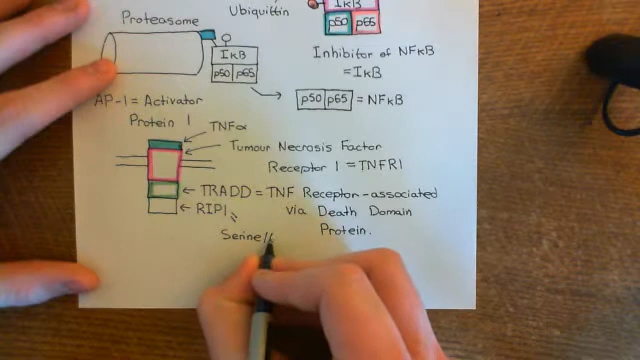 Proteasome
Ubiquitin
IκB
p50 p65
IκB
p50 p65
Inhibitor of NFκB
= IκB
p50 p65 = NFκB
AP-1 = Activator
Protein 1
TNFα
Tumour Necrosis Factor
Receptor 1 = TNFR1
TRADD = TNF Receptor-associated
via Death Domain
Protein.
RIP1
Serine/